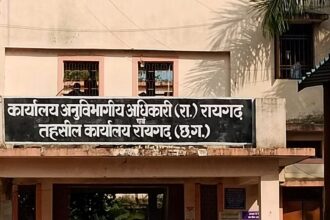 कार्यालय अनुविभागीय अधिकारी (रा.) रायगढ़
एवं
तहसील कार्यालय रायगढ़ (छ.ग.)